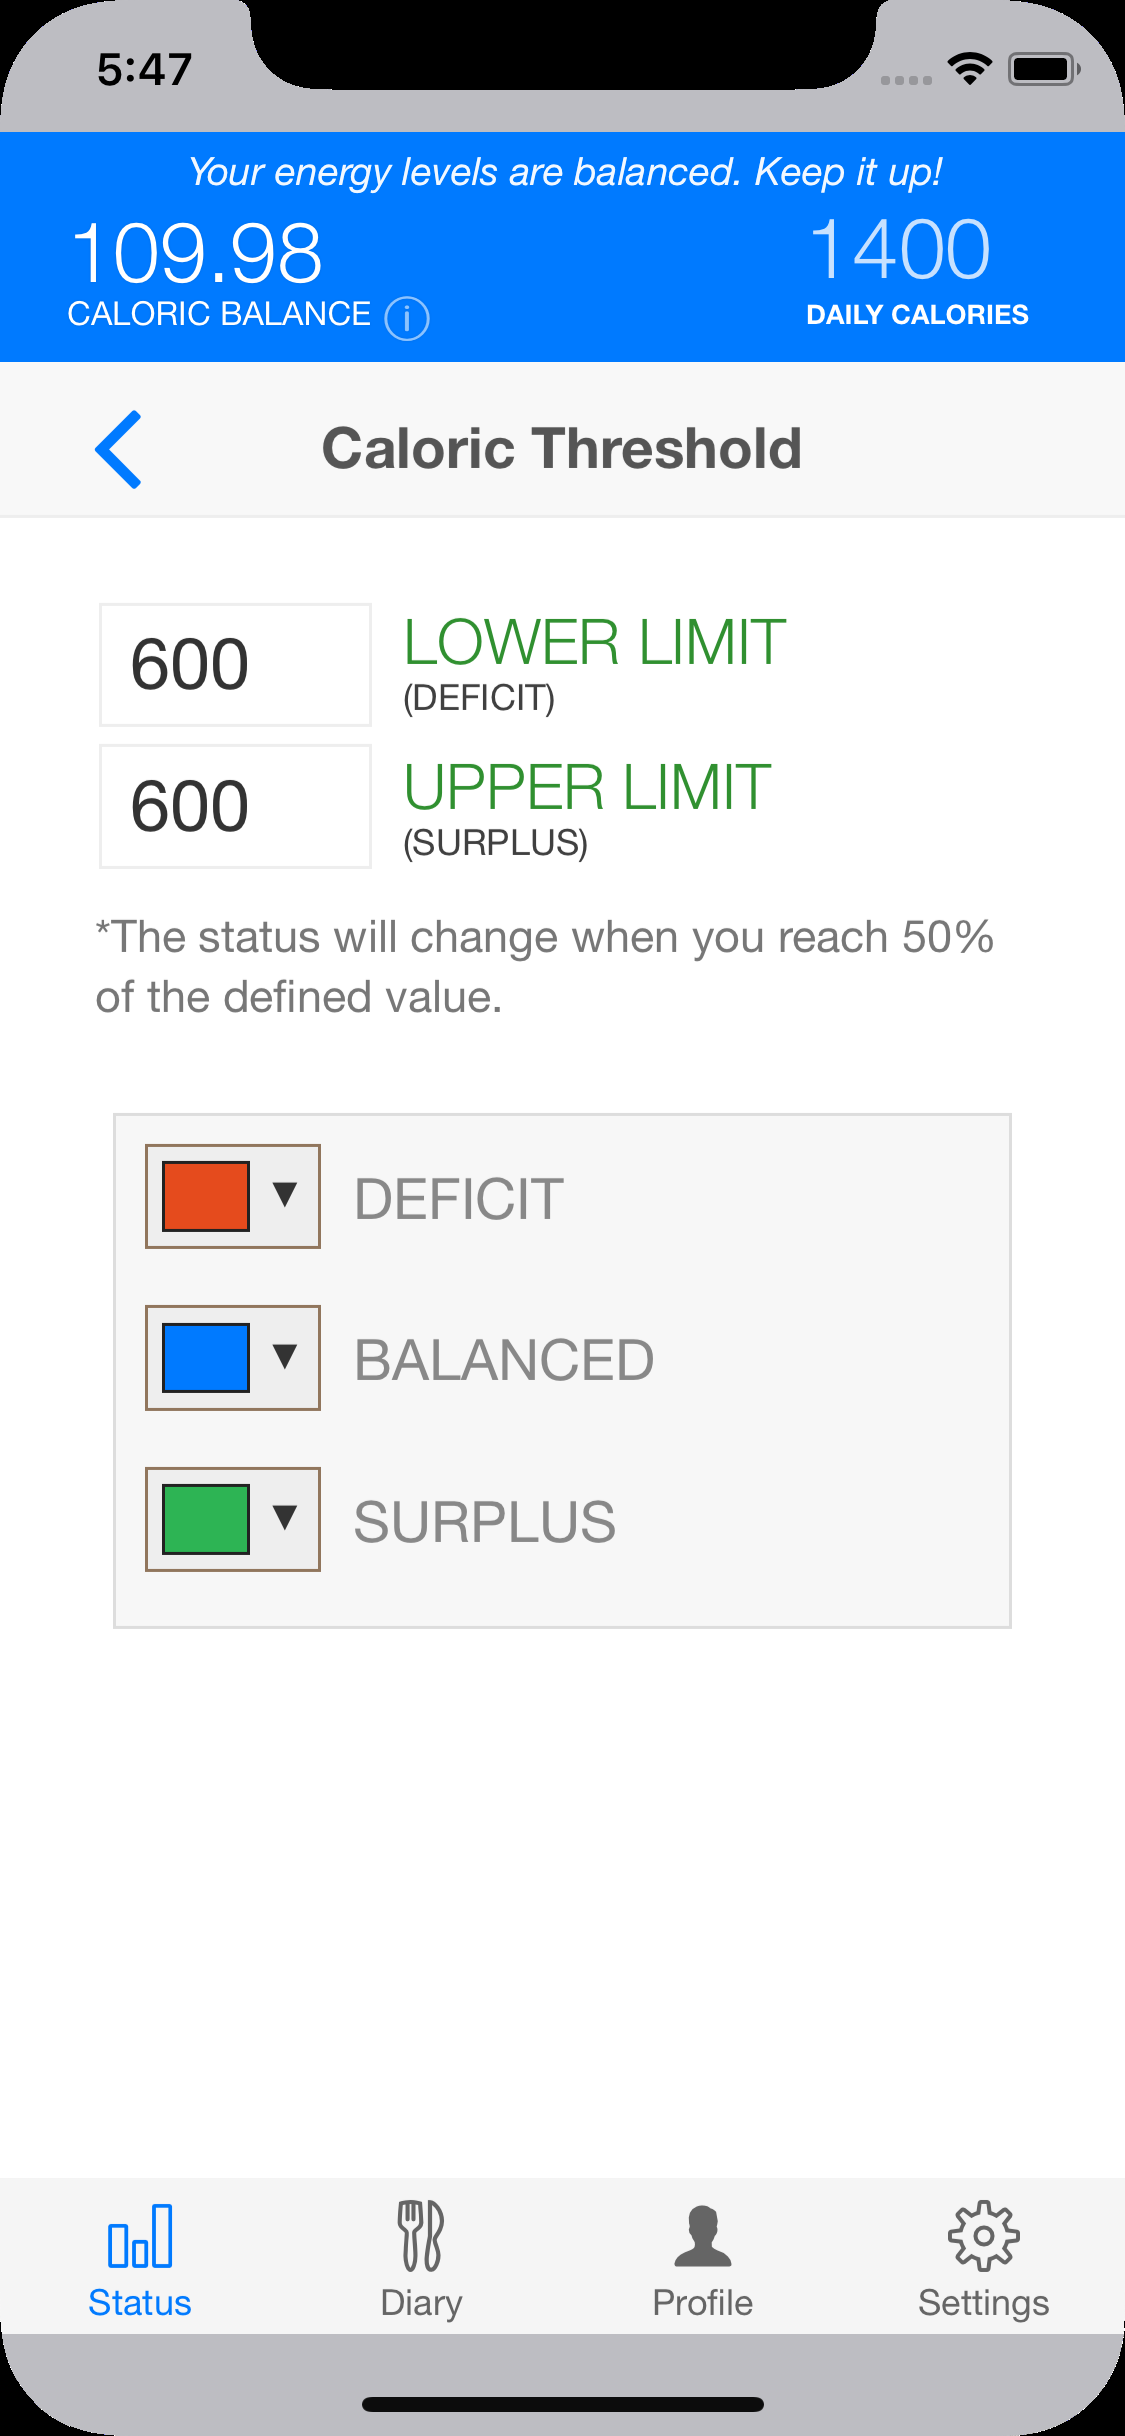 5:47
Your energy levels are balanced. Keep it up!
109.98
1400
CALORIC BALANCE
DAILY CALORIES
Caloric Threshold
600
LOWER LIMIT
(DEFICIT)
600
UPPER LIMIT
(SURPLUS)
*The status will change when you reach 50%
of the defined value.
DEFICIT
BALANCED
SURPLUS
Status Diary Profile Settings